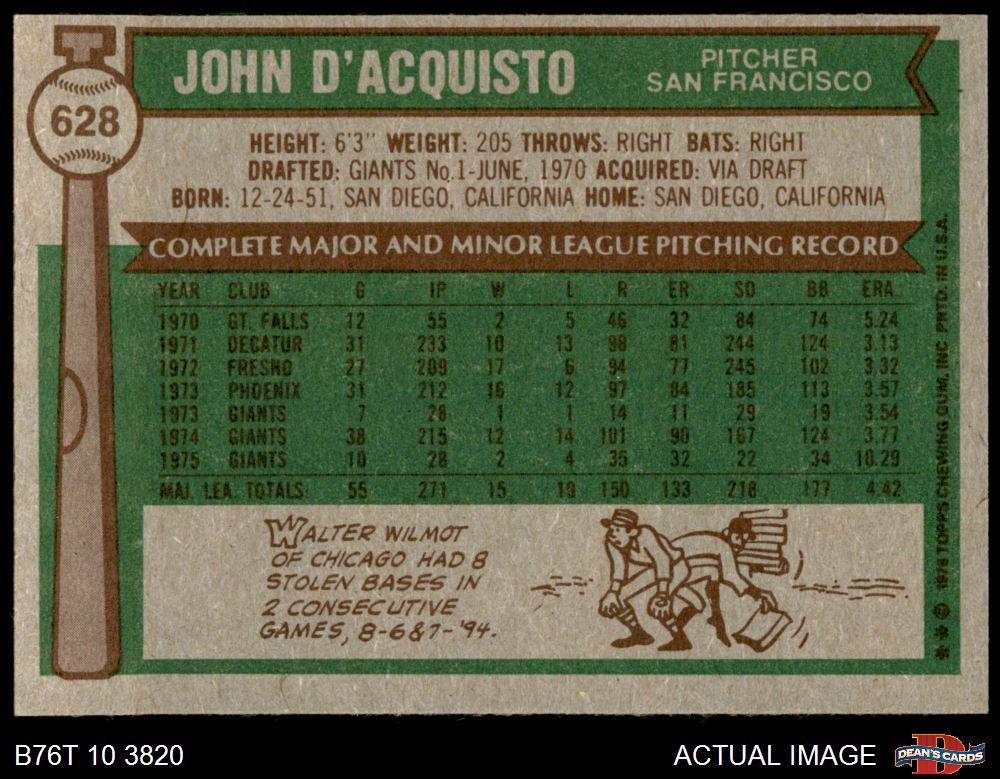 628
JOHN D'ACQUISTO
PITCHER
SAN FRANCISCO
HEIGHT: 6'3" WEIGHT: 205 THROWS: RIGHT BATS: RIGHT
DRAFTED: GIANTS No.1-JUNE, 1970 ACQUIRED: VIA DRAFT
BORN: 12-24-51, SAN DIEGO, CALIFORNIA HOME: SAN DIEGO, CALIFORNIA
COMPLETE MAJOR AND MINOR LEAGUE PITCHING RECORD
YEAR CLUB G IP W L R ER SO BB ERA
1970 GT. FALLS 12 55 2 5 46 32 84 74 5.24
1971 DECATUR 31 233 10 13 98 81 244 124 3.13
1972 FRESNO 27 209 17 6 94 77 245 102 3.32
1973 PHOENIX 31 212 16 12 97 84 185 113 3.57
1973 GIANTS 7 28 1 1 14 11 29 19 3.54
1974 GIANTS 38 215 12 14 101 90 167 124 3.77
1975 GIANTS 10 28 2 4 35 32 22 34 10.29
MAJ. LEA. TOTALS: 55 271 15 19 150 133 218 177 4.42
WALTER WILMOT
OF CHICAGO HAD 8
STOLEN BASES IN
2 CONSECUTIVE
GAMES, 8-6&7-'94.
** © 1976 TOPPS CHEWING GUM, INC PRTD. IN U.S.A.
B76T 10 3820
ACTUAL IMAGE
DEAN'S CARDS